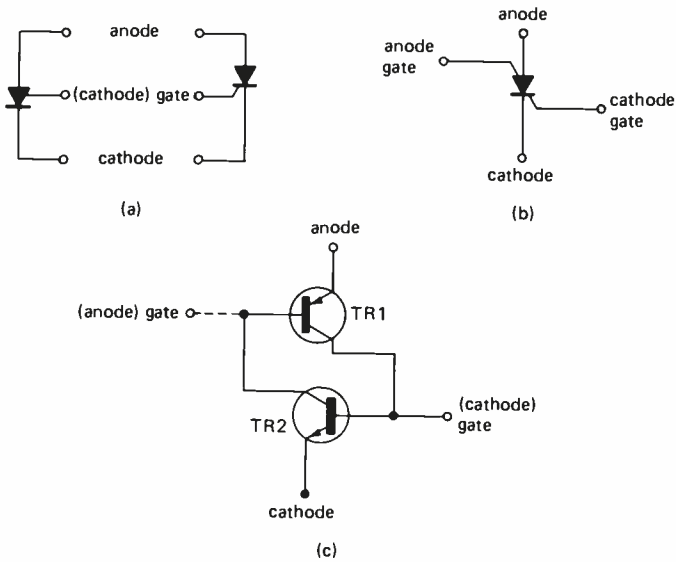 anode
(cathode) gate
cathode
(a)
anode
anode
gate
cathode
gate
cathode
(b)
anode
(anode) gate
TR1
(cathode)
gate
TR2
cathode
(c)